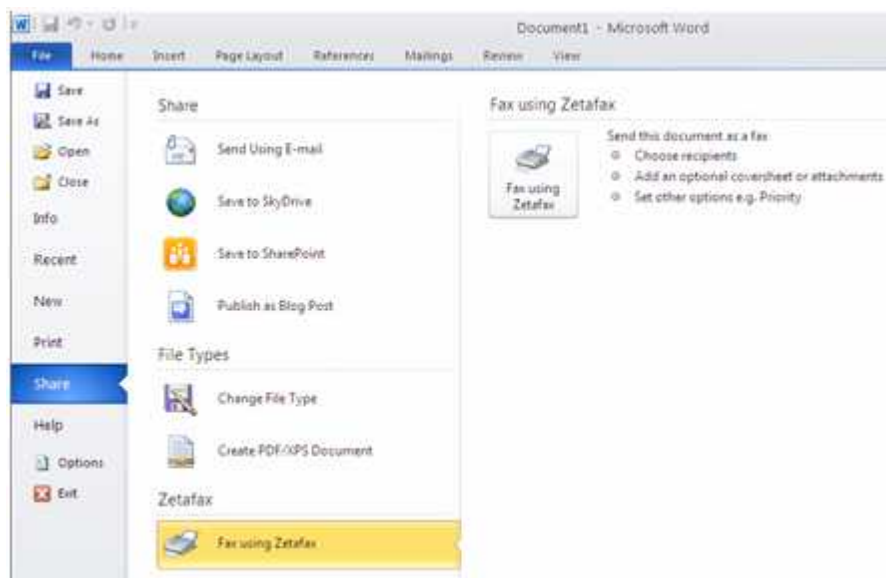 Document1 - Microsoft Word
File Home Insert Page Layout References Mailings Review View
Save
Save As
Open
Close
Info
Recent
New
Print
Share
Help
Options
Exit
Share
Send Using E-mail
Save to SkyDrive
Save to SharePoint
Publish as Blog Post
File Types
Change File Type
Create PDF/XPS Document
Zetafax
Fax using Zetafax
Fax using Zetafax
Fax using
Zetafax
Send this document as a fax
Choose recipients
Add an optional coversheet or attachments
Set other options e.g. Priority